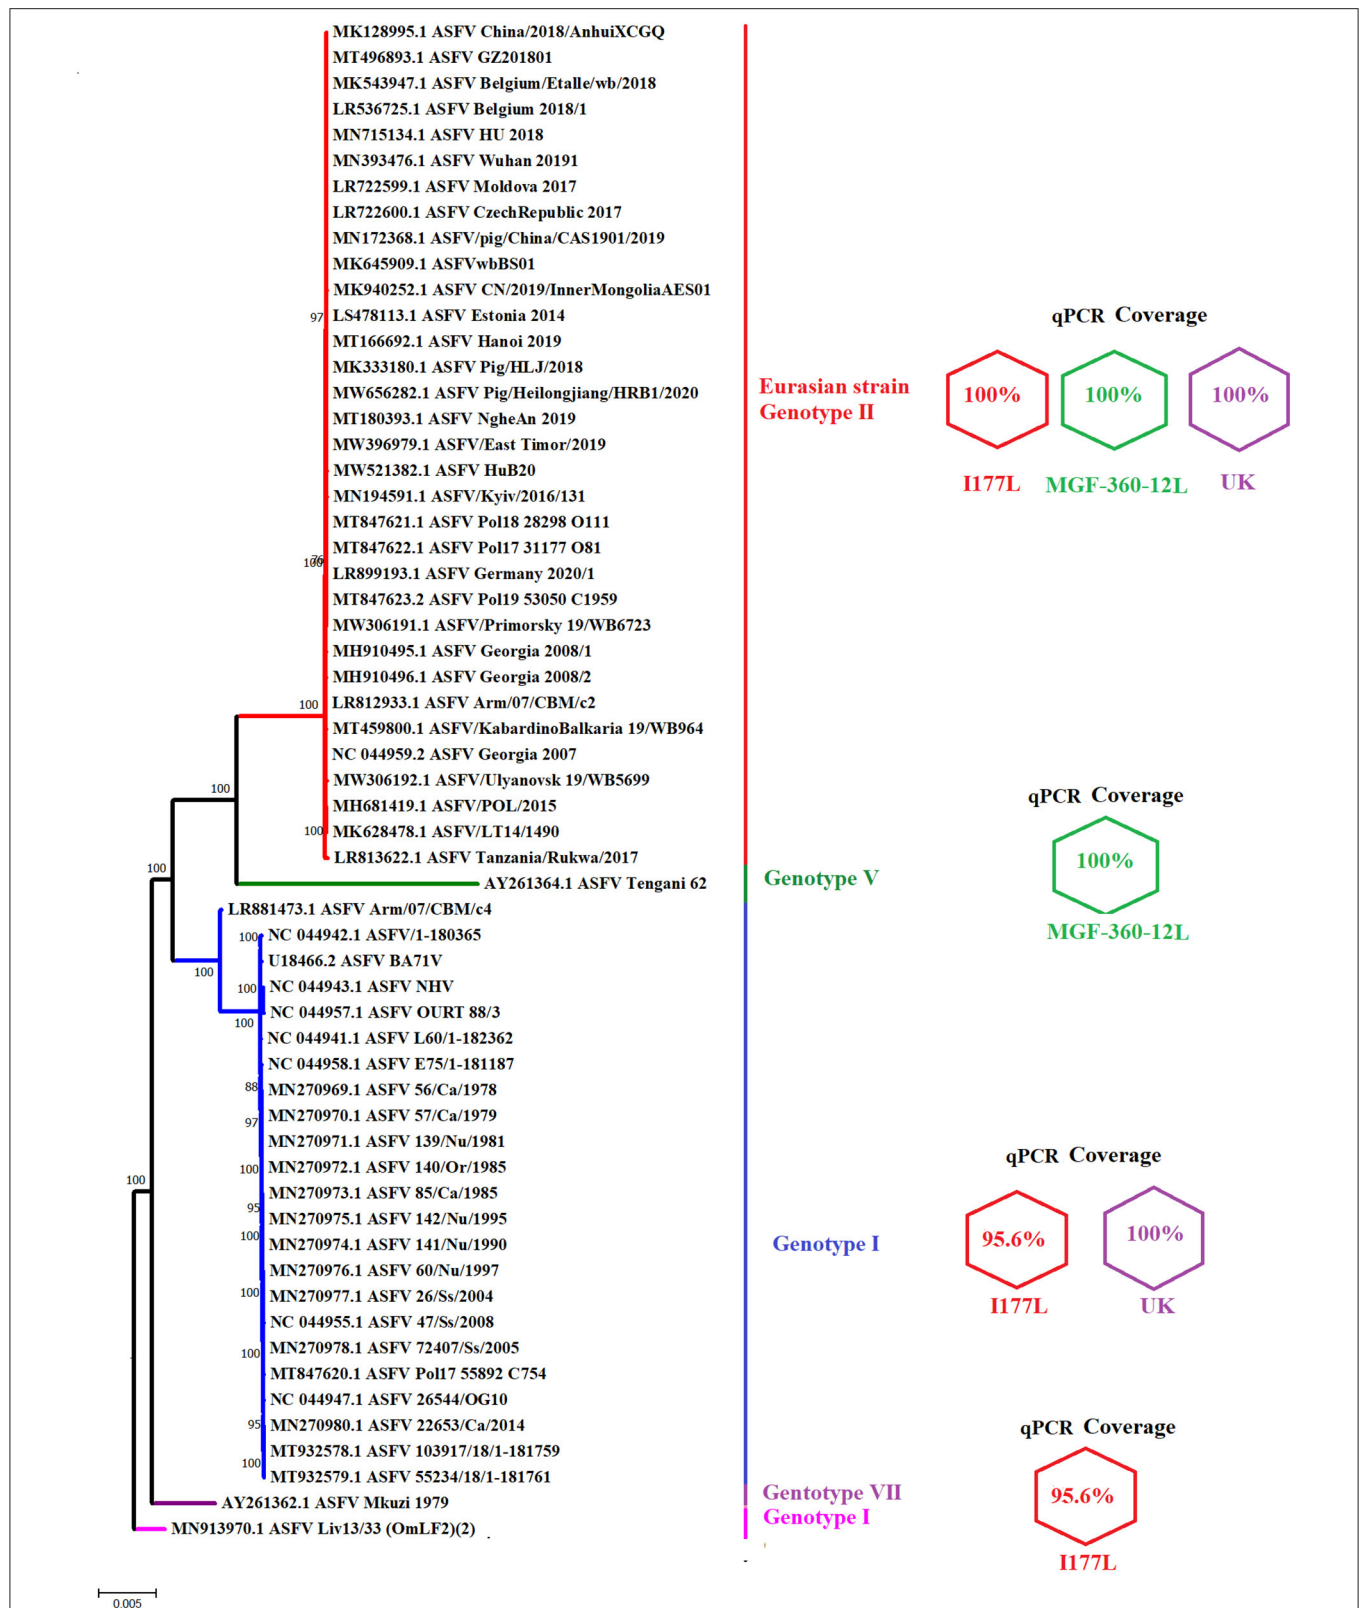 MK128995.1 ASFV China/2018/AnhuiXCGQ
MT496893.1 ASFV GZ201801
MK543947.1 ASFV Belgium/Etalle/wb/2018
LR536725.1 ASFV Belgium 2018/1
MN715134.1 ASFV HU 2018
MN393476.1 ASFV Wuhan 20191
LR722599.1 ASFV Moldova 2017
LR722600.1 ASFV CzechRepublic 2017
MN172368.1 ASFV/pig/China/CAS1901/2019
MK645909.1 ASFVwbBS01
MK940252.1 ASFV CN/2019/InnerMongoliaAES01
97 LS478113.1 ASFV Estonia 2014
qPCR Coverage
MT166692.1 ASFV Hanoi 2019
MK333180.1 ASFV Pig/HLJ/2018
MW656282.1 ASFV Pig/Heilongjiang/HRB1/2020
MT180393.1 ASFV NgheAn 2019
MW396979.1 ASFV/East Timor/2019
Eurasian strain
Genotype II
100% 100% 100%
MW521382.1 ASFV HuB20
MN194591.1 ASFV/Kyiv/2016/131
I177L MGF-360-12L UK
MT847621.1 ASFV Pol18 28298 O111
MT847622.1 ASFV Pol17 31177 O81
76
100
LR899193.1 ASFV Germany 2020/1
MT847623.2 ASFV Pol19 53050 C1959
MW306191.1 ASFV/Primorsky 19/WB6723
MH910495.1 ASFV Georgia 2008/1
MH910496.1 ASFV Georgia 2008/2
100 LR812933.1 ASFV Arm/07/CBM/c2
MT459800.1 ASFV/KabardinoBalkaria 19/WB964
NC 044959.2 ASFV Georgia 2007
MW306192.1 ASFV/Ulyanovsk 19/WB5699
100
MH681419.1 ASFV/POL/2015
qPCR Coverage
100 MK628478.1 ASFV/LT14/1490
LR813622.1 ASFV Tanzania/Rukwa/2017
100
AY261364.1 ASFV Tengani 62
Genotype V
100%
MGF-360-12L
LR881473.1 ASFV Arm/07/CBM/c4
100 NC 044942.1 ASFV/1-180365
U18466.2 ASFV BA71V
100
100 NC 044943.1 ASFV NHV
NC 044957.1 ASFV OURT 88/3
100
NC 044941.1 ASFV L60/1-182362
NC 044958.1 ASFV E75/1-181187
88 MN270969.1 ASFV 56/Ca/1978
97 MN270970.1 ASFV 57/Ca/1979
MN270971.1 ASFV 139/Nu/1981
qPCR Coverage
100 MN270972.1 ASFV 140/Or/1985
100
MN270973.1 ASFV 85/Ca/1985
95 MN270975.1 ASFV 142/Nu/1995
100 MN270974.1 ASFV 141/Nu/1990
Genotype I
95.6% 100%
I177L UK
MN270976.1 ASFV 60/Nu/1997
100 MN270977.1 ASFV 26/Ss/2004
NC 044955.1 ASFV 47/Ss/2008
100 MN270978.1 ASFV 72407/Ss/2005
MT847620.1 ASFV Pol17 55892 C754
NC 044947.1 ASFV 26544/OG10
95 MN270980.1 ASFV 22653/Ca/2014
qPCR Coverage
MT932578.1 ASFV 103917/18/1-181759
100 MT932579.1 ASFV 55234/18/1-181761
AY261362.1 ASFV Mkuzi 1979
Gentotype VII
95.6%
MN913970.1 ASFV Liv13/33 (OmLF2)(2)
Genotype I
I177L
0.005